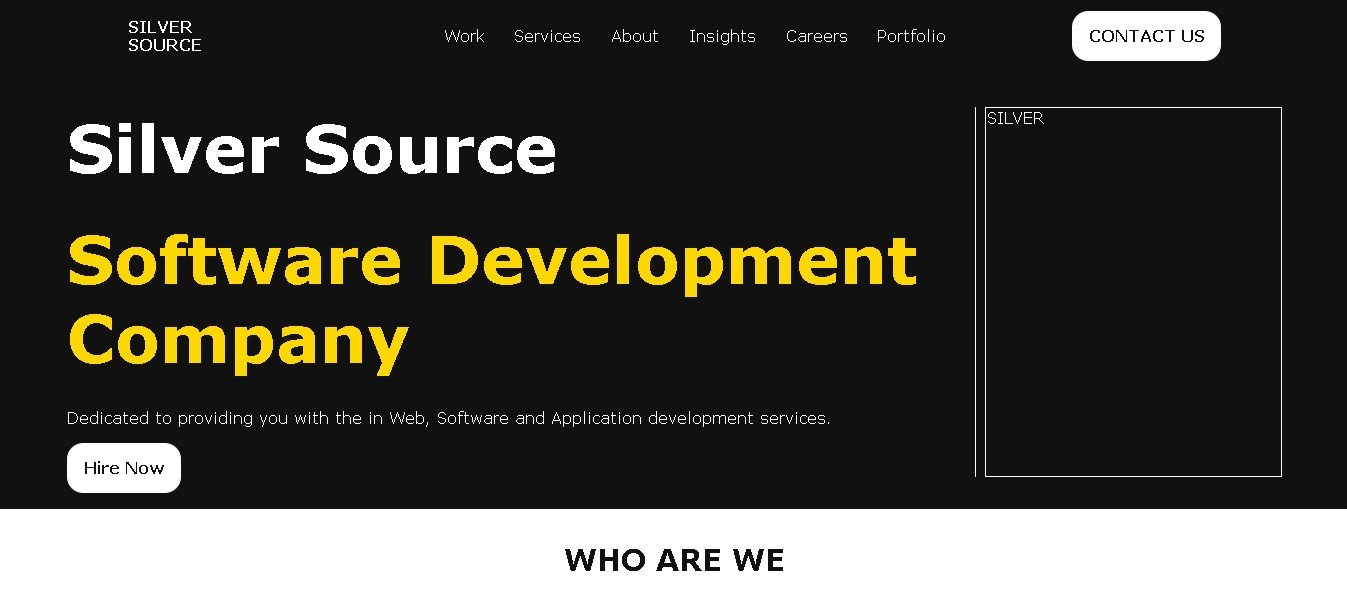 SILVER
SOURCE
Work Services About Insights Careers Portfolio
CONTACT US
Silver Source
Software Development
Company
Dedicated to providing you with the in Web, Software and Application development services.
Hire Now
SILVER
WHO ARE WE